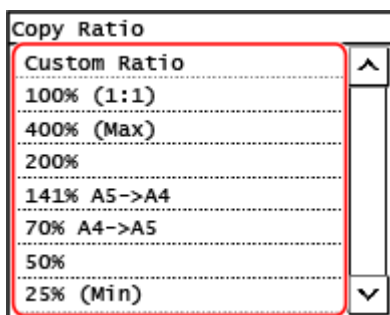 Copy Ratio
Custom Ratio
100% (1:1)
400% (Max)
200%
141% A5->A4
70% A4->A5
50%
25% (Min)